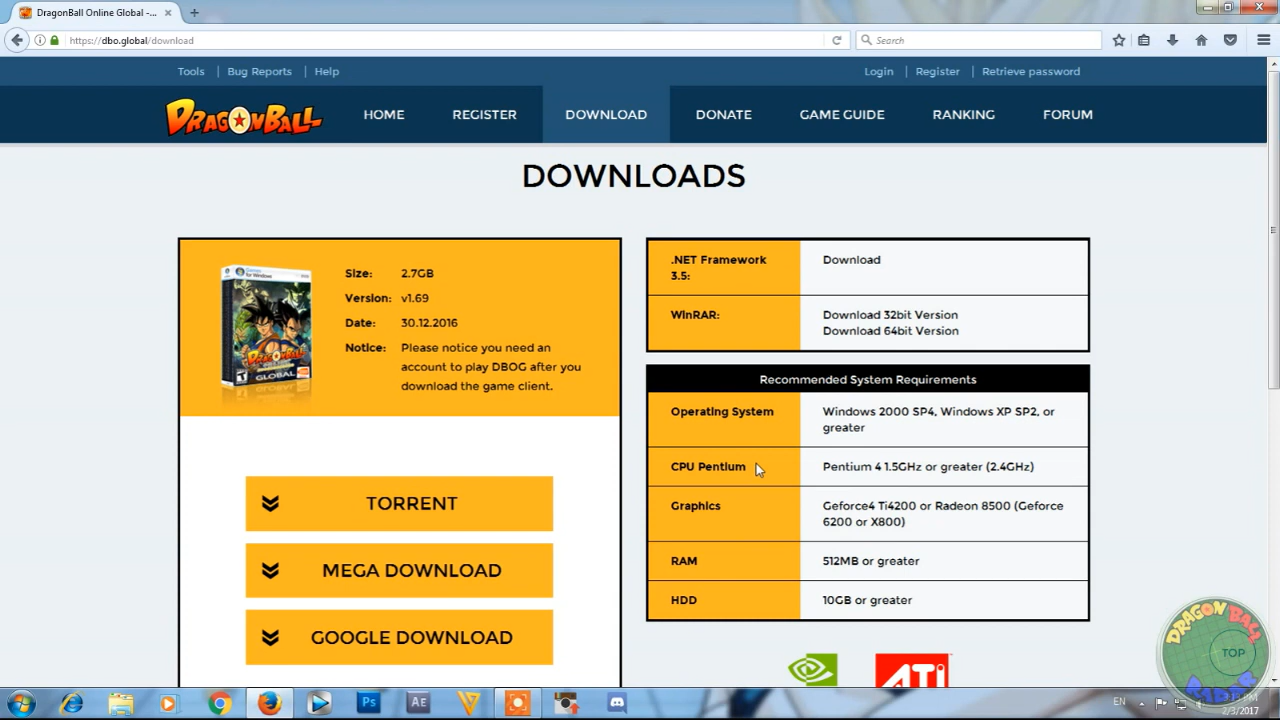 DragonBall Online Global -...
https://dbo.global/download
Search
Tools
Bug Reports
Help
Login
Register
Retrieve password
DRAGONBALL
HOME
REGISTER
DOWNLOAD
DONATE
GAME GUIDE
RANKING
FORUM
DOWNLOADS
Size: 2.7GB
Version: v1.69
Date: 30.12.2016
Notice: Please notice you need an
account to play DBOG after you
download the game client.
GLOBAL
TORRENT
MEGA DOWNLOAD
GOOGLE DOWNLOAD
.NET Framework
3.5:
Download
WinRAR:
Download 32bit Version
Download 64bit Version
Recommended System Requirements
Operating System
Windows 2000 SP4, Windows XP SP2, or
greater
CPU Pentium
Pentium 4 1.5GHz or greater (2.4GHz)
Graphics
Geforce4 Ti4200 or Radeon 8500 (Geforce
6200 or X800)
RAM
512MB or greater
HDD
10GB or greater
ATi
DRAGON BALL
TOP
RADAR
Ps
Ae
EN
2/3/2017